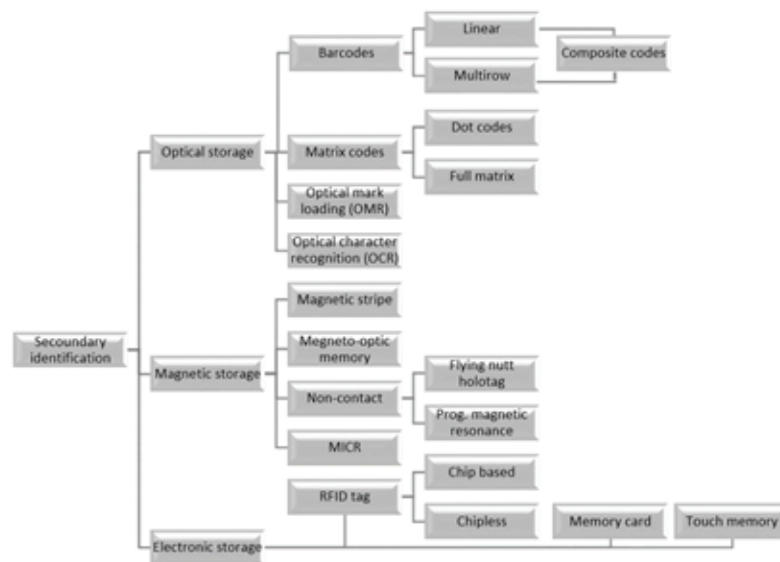 Linear
Barcodes
Composite codes
Multirow
Dot codes
Optical storage
Matrix codes
Full matrix
Optical mark
loading (OMR)
Optical character
recognition (OCR)
Magnetic stripe
Secoundary
identification
Megneto-optic
memory
Flying nutt
holotag
Magnetic storage
Non-contact
Prog. magnetic
resonance
MICR
Chip based
RFID tag
Chipless
Memory card
Touch memory
Electronic storage